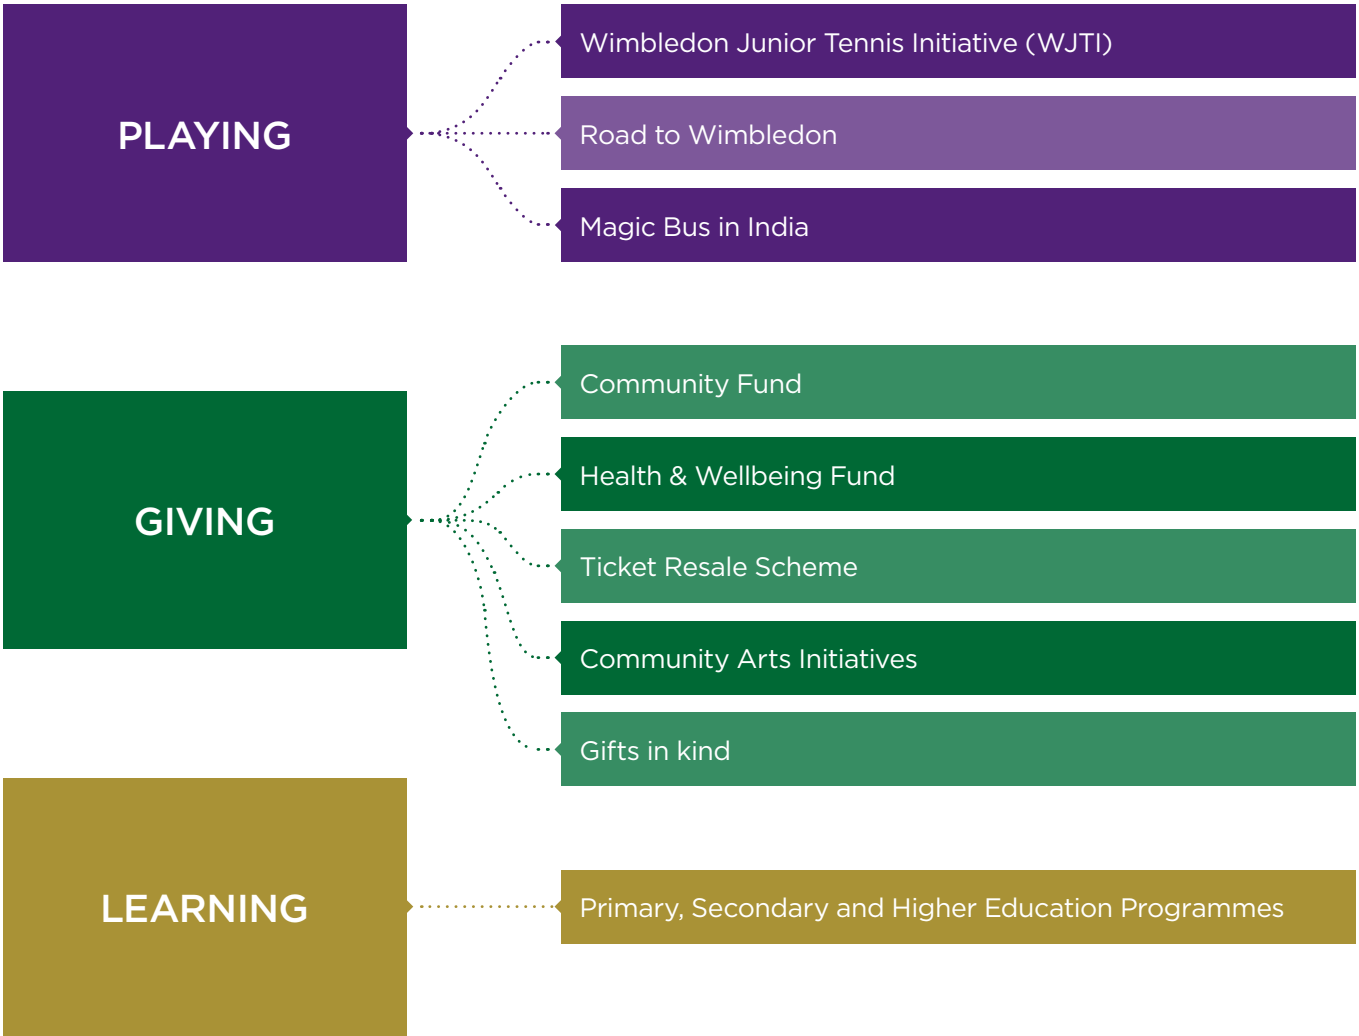 PLAYING
Wimbledon Junior Tennis Initiative (WJTI)
Road to Wimbledon
Magic Bus in India
GIVING
Community Fund
Health & Wellbeing Fund
Ticket Resale Scheme
Community Arts Initiatives
Gifts in kind
LEARNING
Primary, Secondary and Higher Education Programmes